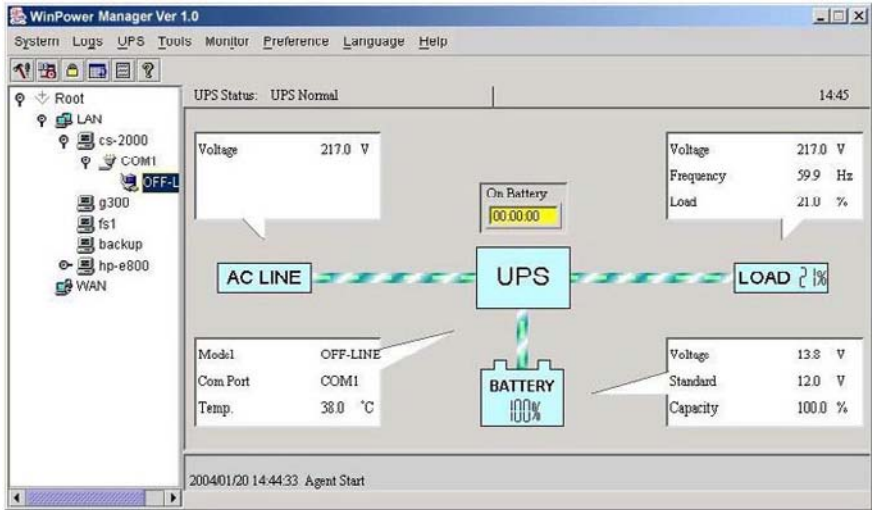 WinPower Manager Ver 1.0
System Logs UPS Tools Monitor Preference Language Help
Root
LAN
cs-2000
COM1
OFF-L
g300
fs1
backup
hp-e800
WAN
UPS Status: UPS Normal 14:45
Voltage 217.0 V
On Battery
00:00:00
Voltage 217.0 V
Frequency 59.9 Hz
Load 21.0 %
AC LINE
UPS
LOAD 21%
Model OFF-LINE
Com Port COM1
Temp. 38.0 °C
BATTERY
100%
Voltage 13.8 V
Standard 12.0 V
Capacity 100.0 %
2004/01/20 14:44:33 Agent Start